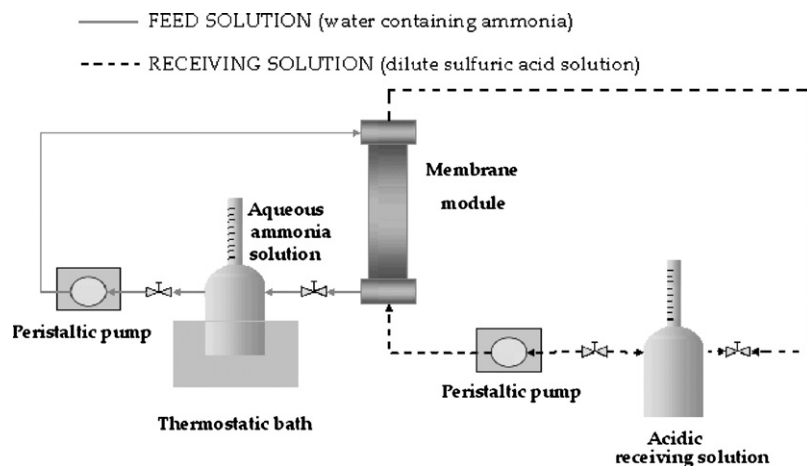 FEED SOLUTION (water containing ammonia)
RECEIVING SOLUTION (dilute sulfuric acid solution)
Membrane
module
Aqueous
ammonia
solution
Peristaltic pump
Thermostatic bath
Peristaltic pump
Acidic
receiving solution